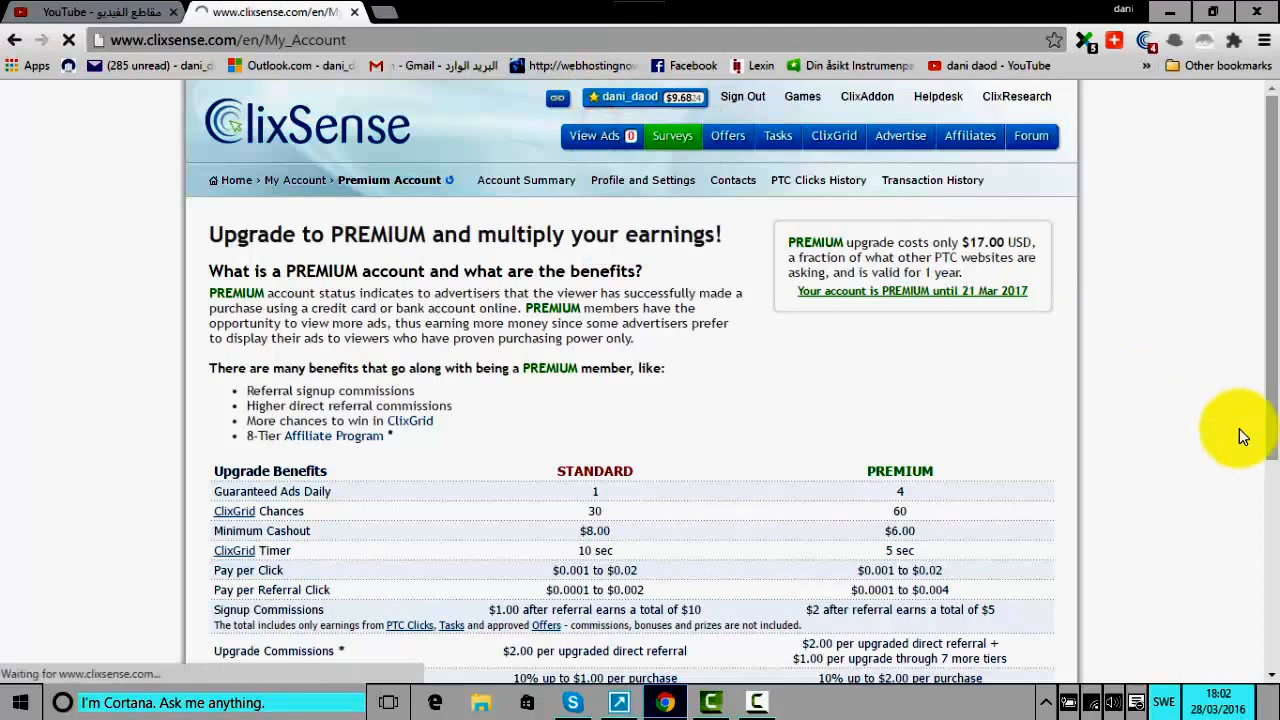 YouTube - مقاطع الفيديو
www.clixsense.com/en/My
dani
www.clixsense.com/en/My_Account
5
4
Apps
(285 unread) - dani_d
Outlook.com - dani_d
البريد الوارد - Gmail -
http://webhostingnow
Facebook
Lexin
Din åsikt Instrumenpa
dani daod - YouTube
»
Other bookmarks
ClixSense
dani_daod $9.6824
Sign Out
Games
ClixAddon
Helpdesk
ClixResearch
View Ads 0
Surveys
Offers
Tasks
ClixGrid
Advertise
Affiliates
Forum
Home › My Account › Premium Account
Account Summary
Profile and Settings
Contacts
PTC Clicks History
Transaction History
Upgrade to PREMIUM and multiply your earnings!
PREMIUM upgrade costs only $17.00 USD,
a fraction of what other PTC websites are
asking, and is valid for 1 year.
Your account is PREMIUM until 21 Mar 2017
What is a PREMIUM account and what are the benefits?
PREMIUM account status indicates to advertisers that the viewer has successfully made a
purchase using a credit card or bank account online. PREMIUM members have the
opportunity to view more ads, thus earning more money since some advertisers prefer
to display their ads to viewers who have proven purchasing power only.
There are many benefits that go along with being a PREMIUM member, like:
• Referral signup commissions
• Higher direct referral commissions
• More chances to win in ClixGrid
• 8-Tier Affiliate Program *
Upgrade Benefits STANDARD PREMIUM
Guaranteed Ads Daily 1 4
ClixGrid Chances 30 60
Minimum Cashout $8.00 $6.00
ClixGrid Timer 10 sec 5 sec
Pay per Click $0.001 to $0.02 $0.001 to $0.02
Pay per Referral Click $0.0001 to $0.002 $0.0001 to $0.004
Signup Commissions $1.00 after referral earns a total of $10 $2 after referral earns a total of $5
The total includes only earnings from PTC Clicks, Tasks and approved Offers - commissions, bonuses and prizes are not included.
Upgrade Commissions * $2.00 per upgraded direct referral $2.00 per upgraded direct referral +
$1.00 per upgrade through 7 more tiers
10% up to $1.00 per purchase 10% up to $2.00 per purchase
Waiting for www.clixsense.com...
I'm Cortana. Ask me anything.
SWE
18:02
28/03/2016